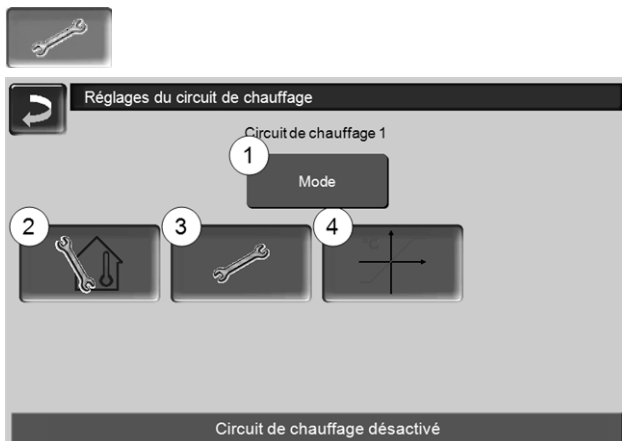 Réglages du circuit de chauffage
Circuit de chauffage 1
1
Mode
2
3
4
°C
Circuit de chauffage désactivé